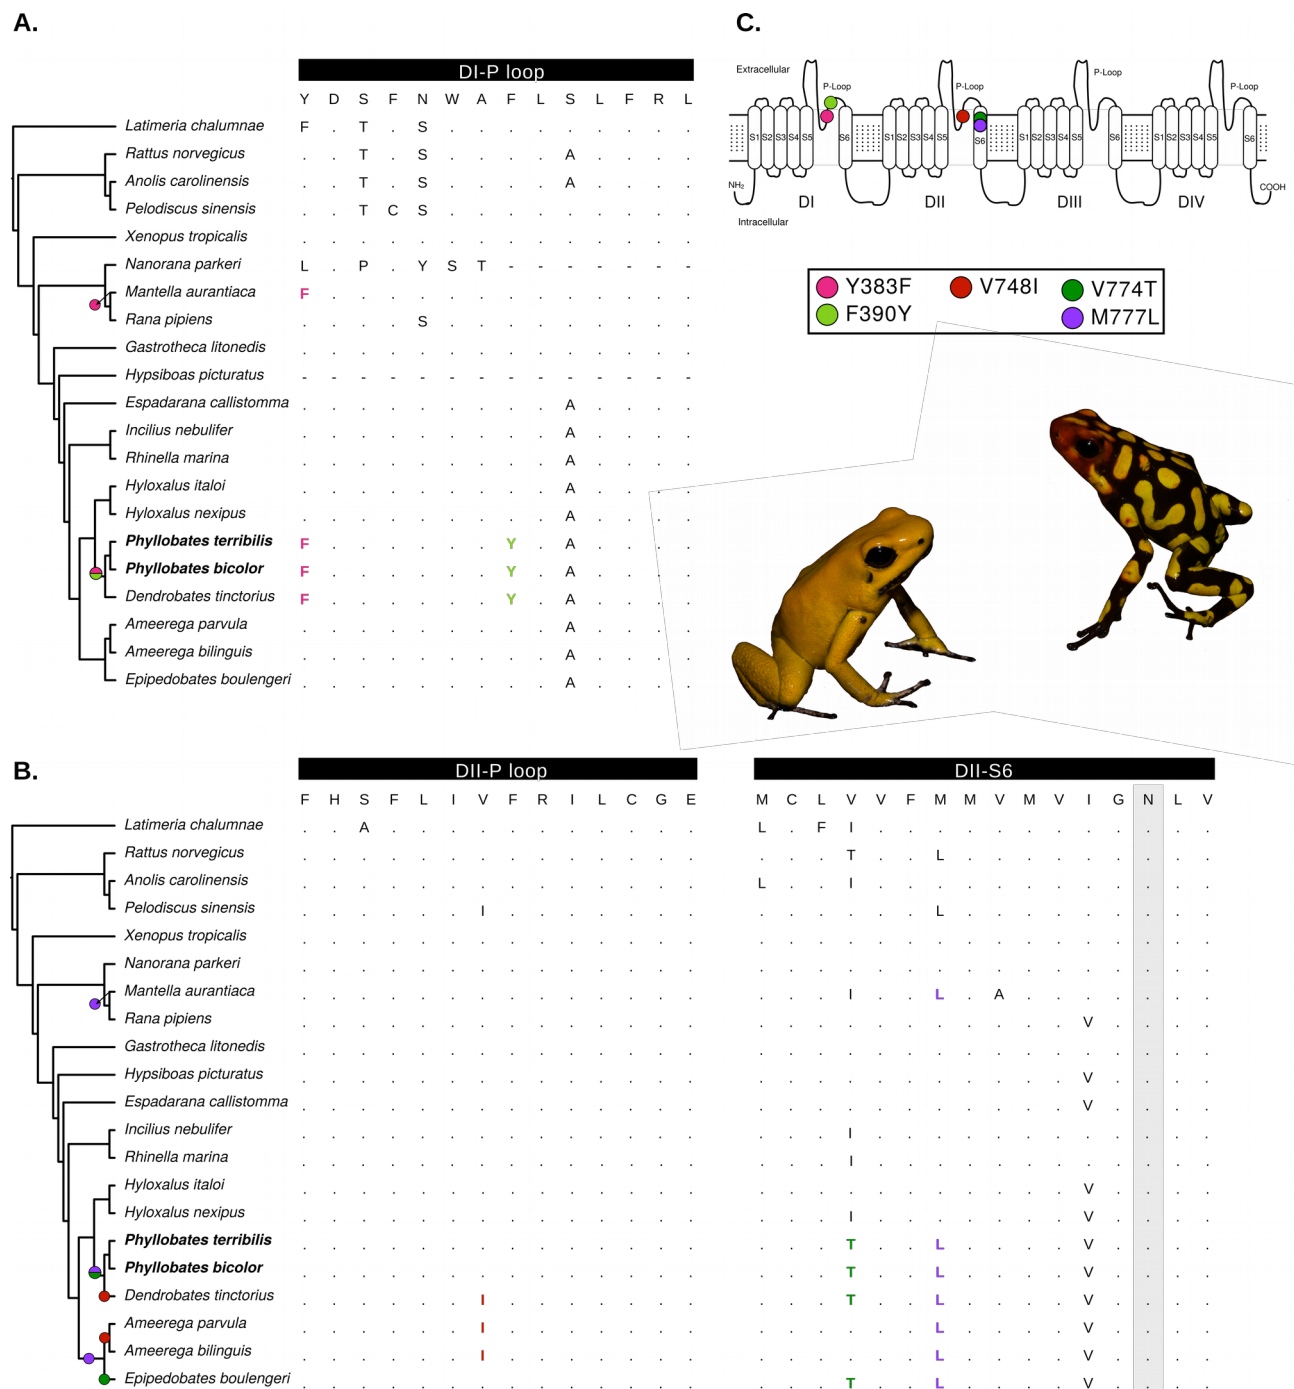 A.
DI-P loop
Y D S F N W A F L S L F R L
Latimeria chalumnae F . T . S . . . . . . . . .
Rattus norvegicus . . T . S . . . . A . . . .
Anolis carolinensis . . T . S . . . . A . . . .
Pelodiscus sinensis . . T C S . . . . . . . . .
Xenopus tropicalis . . . . . . . . . . . . . .
Nanorana parkeri L . P . Y S T - - - - - - -
Mantella aurantiaca F . . . . . . . . . . . . .
Rana pipiens . . . . S . . . . . . . . .
Gastrotheca litonedis . . . . . . . . . . . . . .
Hypsiboas picturatus - - - - - - - - - - - - - -
Espadarana callistomma . . . . . . . . . A . . . .
Incilius nebulifer . . . . . . . . . A . . . .
Rhinella marina . . . . . . . . . A . . . .
Hyloxalus italoi . . . . . . . . . A . . . .
Hyloxalus nexipus . . . . . . . . . A . . . .
Phyllobates terribilis F . . . . . . Y . A . . . .
Phyllobates bicolor F . . . . . . Y . A . . . .
Dendrobates tinctorius F . . . . . . Y . A . . . .
Ameerega parvula . . . . . . . . . A . . . .
Ameerega bilinguis . . . . . . . . . A . . . .
Epipedobates boulengeri . . . . . . . . . A . . . .
C.
Extracellular
P-Loop P-Loop P-Loop P-Loop
S1 S2 S3 S4 S5 S6 S1 S2 S3 S4 S5 S6 S1 S2 S3 S4 S5 S6 S1 S2 S3 S4 S5 S6
NH2 COOH
DI DII DIII DIV
Intracellular
Y383F V748I V774T
F390Y M777L
B.
DII-P loop DII-S6
F H S F L I V F R I L C G E M C L V V F M M V M V I G N L V
Latimeria chalumnae . . A . . . . . . . . . . . L . F I . . . . . . . . . . . .
Rattus norvegicus . . . . . . . . . . . . . . . . . T . . L . . . . . . . . .
Anolis carolinensis . . . . . . . . . . . . . . L . . I . . . . . . . . . . . .
Pelodiscus sinensis . . . . . . I . . . . . . . . . . . . . L . . . . . . . . .
Xenopus tropicalis . . . . . . . . . . . . . . . . . . . . . . . . . . . . . .
Nanorana parkeri . . . . . . . . . . . . . . . . . . . . . . . . . . . . . .
Mantella aurantiaca . . . . . . . . . . . . . . . . . I . . L . A . . . . . . .
Rana pipiens . . . . . . . . . . . . . . . . . . . . . . . . . V . . . .
Gastrotheca litonedis . . . . . . . . . . . . . . . . . . . . . . . . . . . . . .
Hypsiboas picturatus . . . . . . . . . . . . . . . . . . . . . . . . . V . . . .
Espadarana callistomma . . . . . . . . . . . . . . . . . . . . . . . . . V . . . .
Incilius nebulifer . . . . . . . . . . . . . . . . . I . . . . . . . . . . . .
Rhinella marina . . . . . . . . . . . . . . . . . I . . . . . . . . . . . .
Hyloxalus italoi . . . . . . . . . . . . . . . . . . . . . . . . . V . . . .
Hyloxalus nexipus . . . . . . . . . . . . . . . . . I . . . . . . . V . . . .
Phyllobates terribilis . . . . . . . . . . . . . . . . . T . . L . . . . V . . . .
Phyllobates bicolor . . . . . . . . . . . . . . . . . T . . L . . . . V . . . .
Dendrobates tinctorius . . . . . . I . . . . . . . . . . T . . L . . . . V . . . .
Ameerega parvula . . . . . . I . . . . . . . . . . . . . L . . . . V . . . .
Ameerega bilinguis . . . . . . I . . . . . . . . . . . . . L . . . . V . . . .
Epipedobates boulengeri . . . . . . . . . . . . . . . . . T . . L . . . . V . . . .